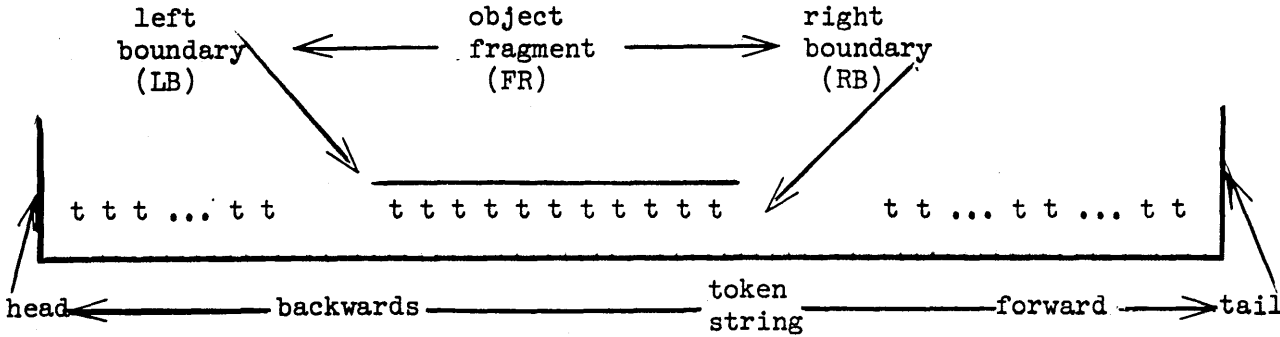 left
boundary
(LB)
object
fragment
(FR)
right
boundary
(RB)
t t t ... t t
t t t t t t t t t t t
t t ... t t ... t t
head
backwards
token
string
forward
tail